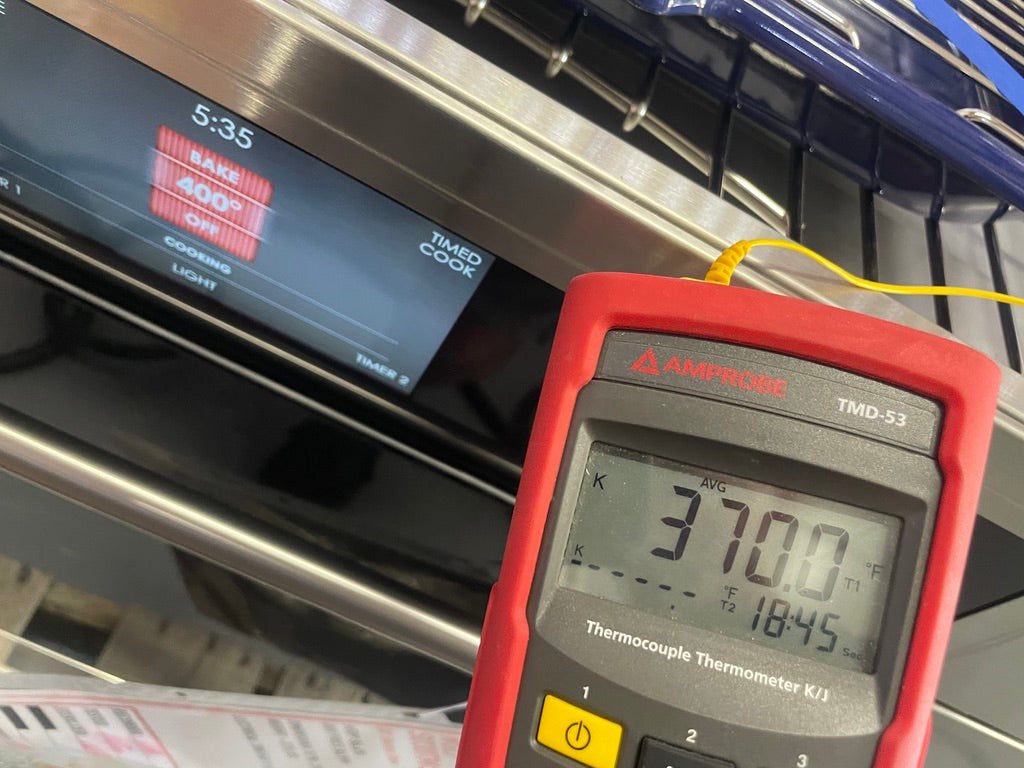 5:35
BAKE
400°
OFF
COOKING
LIGHT
R 1
TIMED
COOK
TIMER 2
AMPROBE
TMD-53
K
AVG
370.0
°F
T1
K
-----.-
°F
T2
18:45
Sec
Thermocouple Thermometer K/J
1
2
3